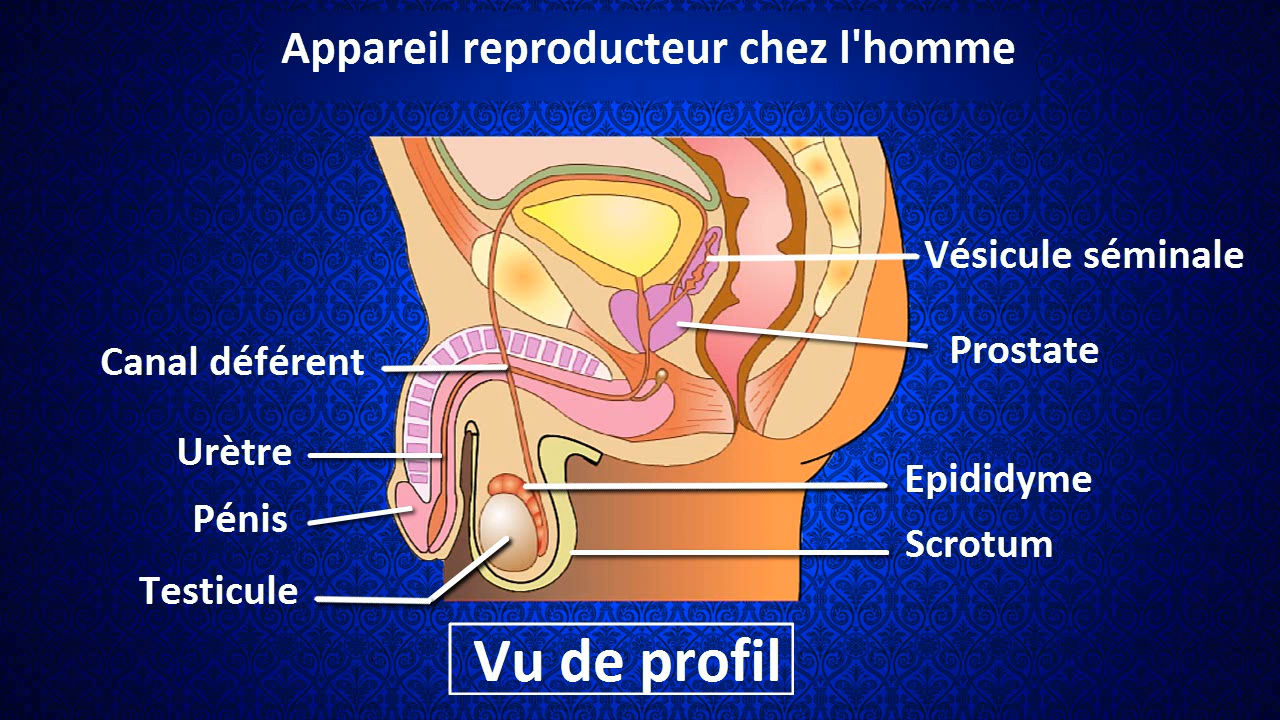 Appareil reproducteur chez l'homme
Vésicule séminale
Prostate
Canal déférent
Urètre
Epididyme
Pénis
Scrotum
Testicule
Vu de profil